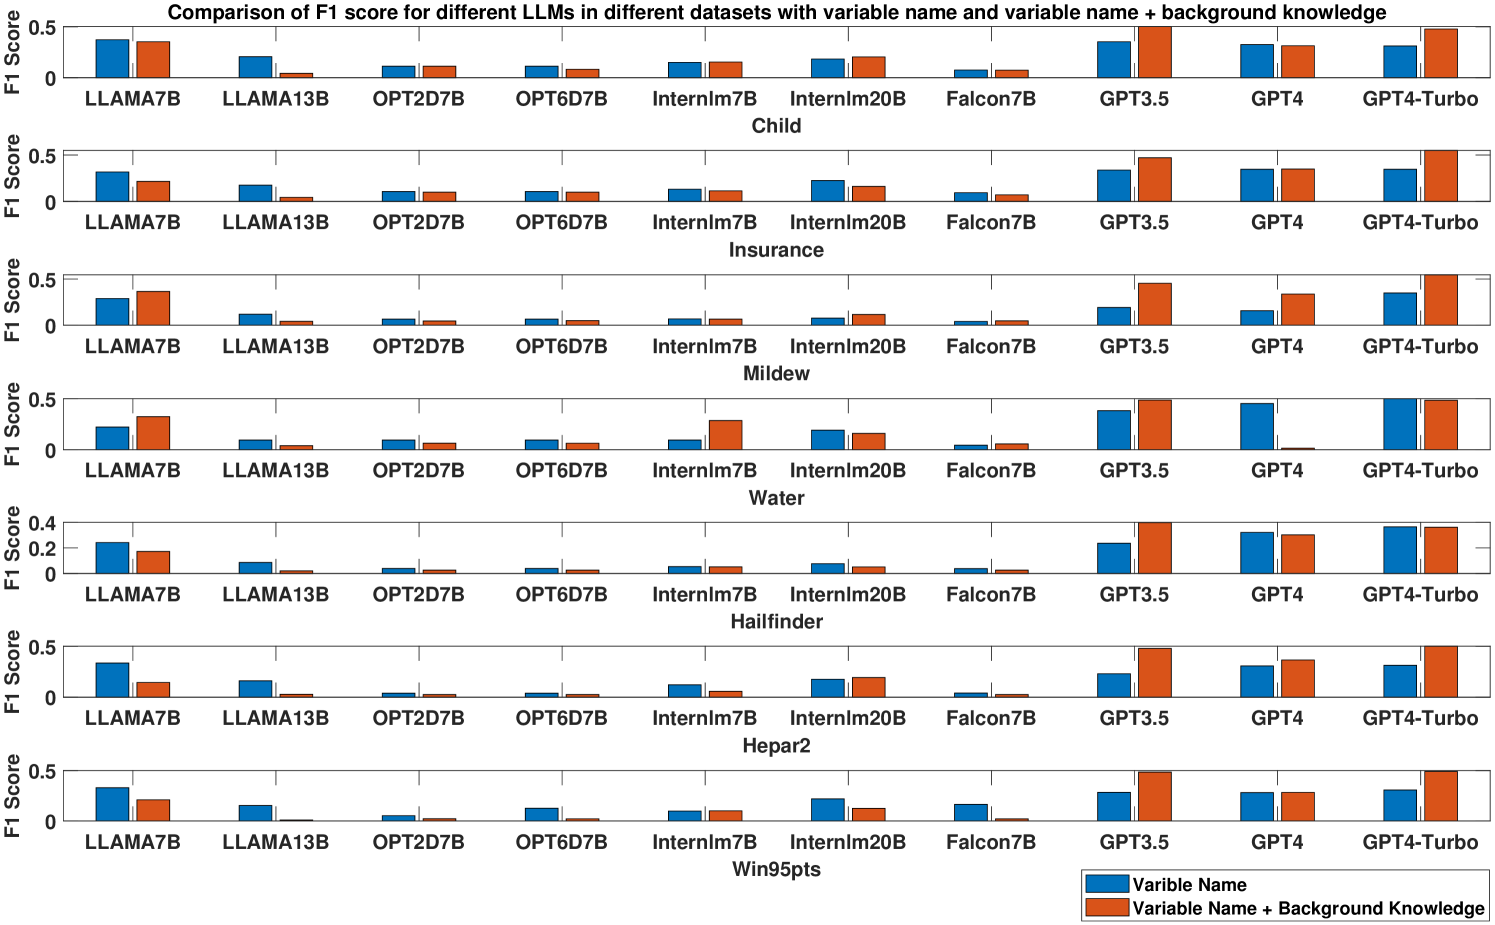 Comparison of F1 score for different LLMs in different datasets with variable name and variable name + background knowledge
F1 Score
0.5
0
LLAMA7B LLAMA13B OPT2D7B OPT6D7B Internlm7B Internlm20B Falcon7B GPT3.5 GPT4 GPT4-Turbo
Child
F1 Score
0.5
0
LLAMA7B LLAMA13B OPT2D7B OPT6D7B Internlm7B Internlm20B Falcon7B GPT3.5 GPT4 GPT4-Turbo
Insurance
F1 Score
0.5
0
LLAMA7B LLAMA13B OPT2D7B OPT6D7B Internlm7B Internlm20B Falcon7B GPT3.5 GPT4 GPT4-Turbo
Mildew
F1 Score
0.5
0
LLAMA7B LLAMA13B OPT2D7B OPT6D7B Internlm7B Internlm20B Falcon7B GPT3.5 GPT4 GPT4-Turbo
Water
F1 Score
0.4
0.2
0
LLAMA7B LLAMA13B OPT2D7B OPT6D7B Internlm7B Internlm20B Falcon7B GPT3.5 GPT4 GPT4-Turbo
Hailfinder
F1 Score
0.5
0
LLAMA7B LLAMA13B OPT2D7B OPT6D7B Internlm7B Internlm20B Falcon7B GPT3.5 GPT4 GPT4-Turbo
Hepar2
F1 Score
0.5
0
LLAMA7B LLAMA13B OPT2D7B OPT6D7B Internlm7B Internlm20B Falcon7B GPT3.5 GPT4 GPT4-Turbo
Win95pts
Varible Name
Variable Name + Background Knowledge